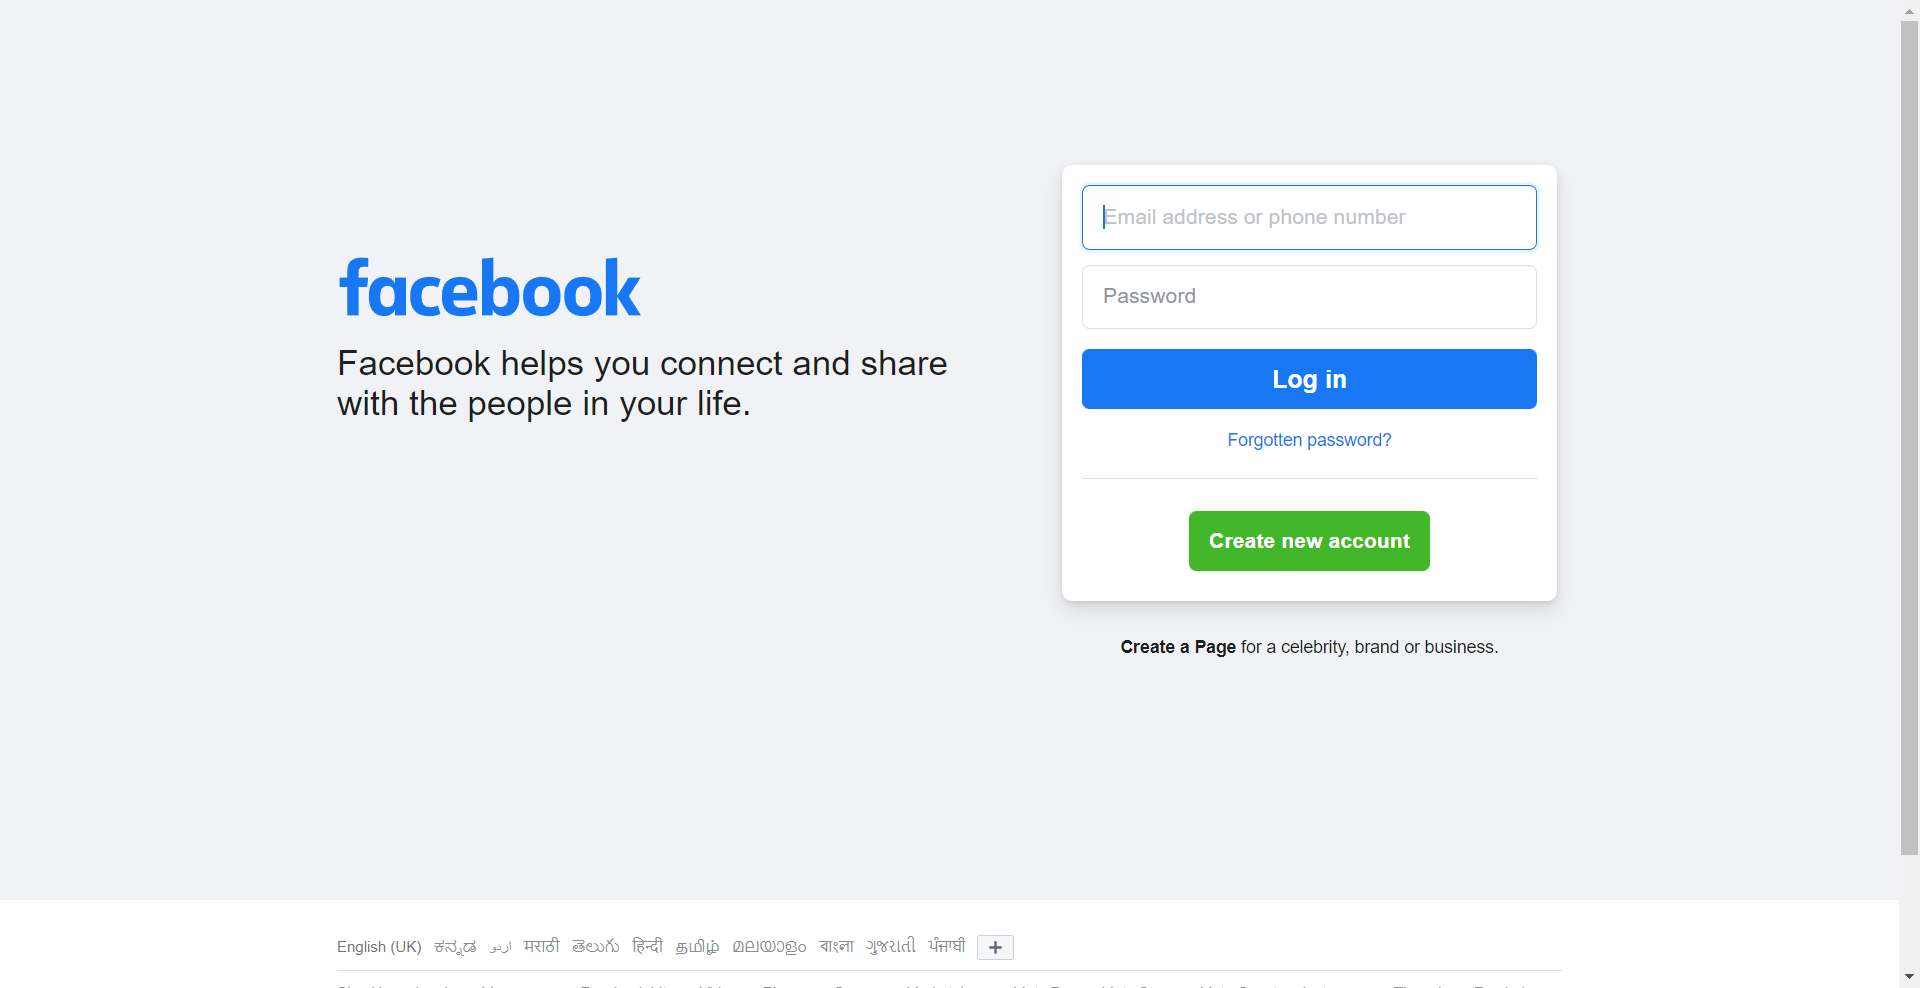 facebook
Facebook helps you connect and share
with the people in your life.
Email address or phone number
Password
Log in
Forgotten password?
Create new account
Create a Page for a celebrity, brand or business.
English (UK) ಕನ್ನಡ اردو मराठी తెలుగు हिन्दी தமிழ் മലയാളം বাংলা ગુજરાતી ਪੰਜਾਬੀ +